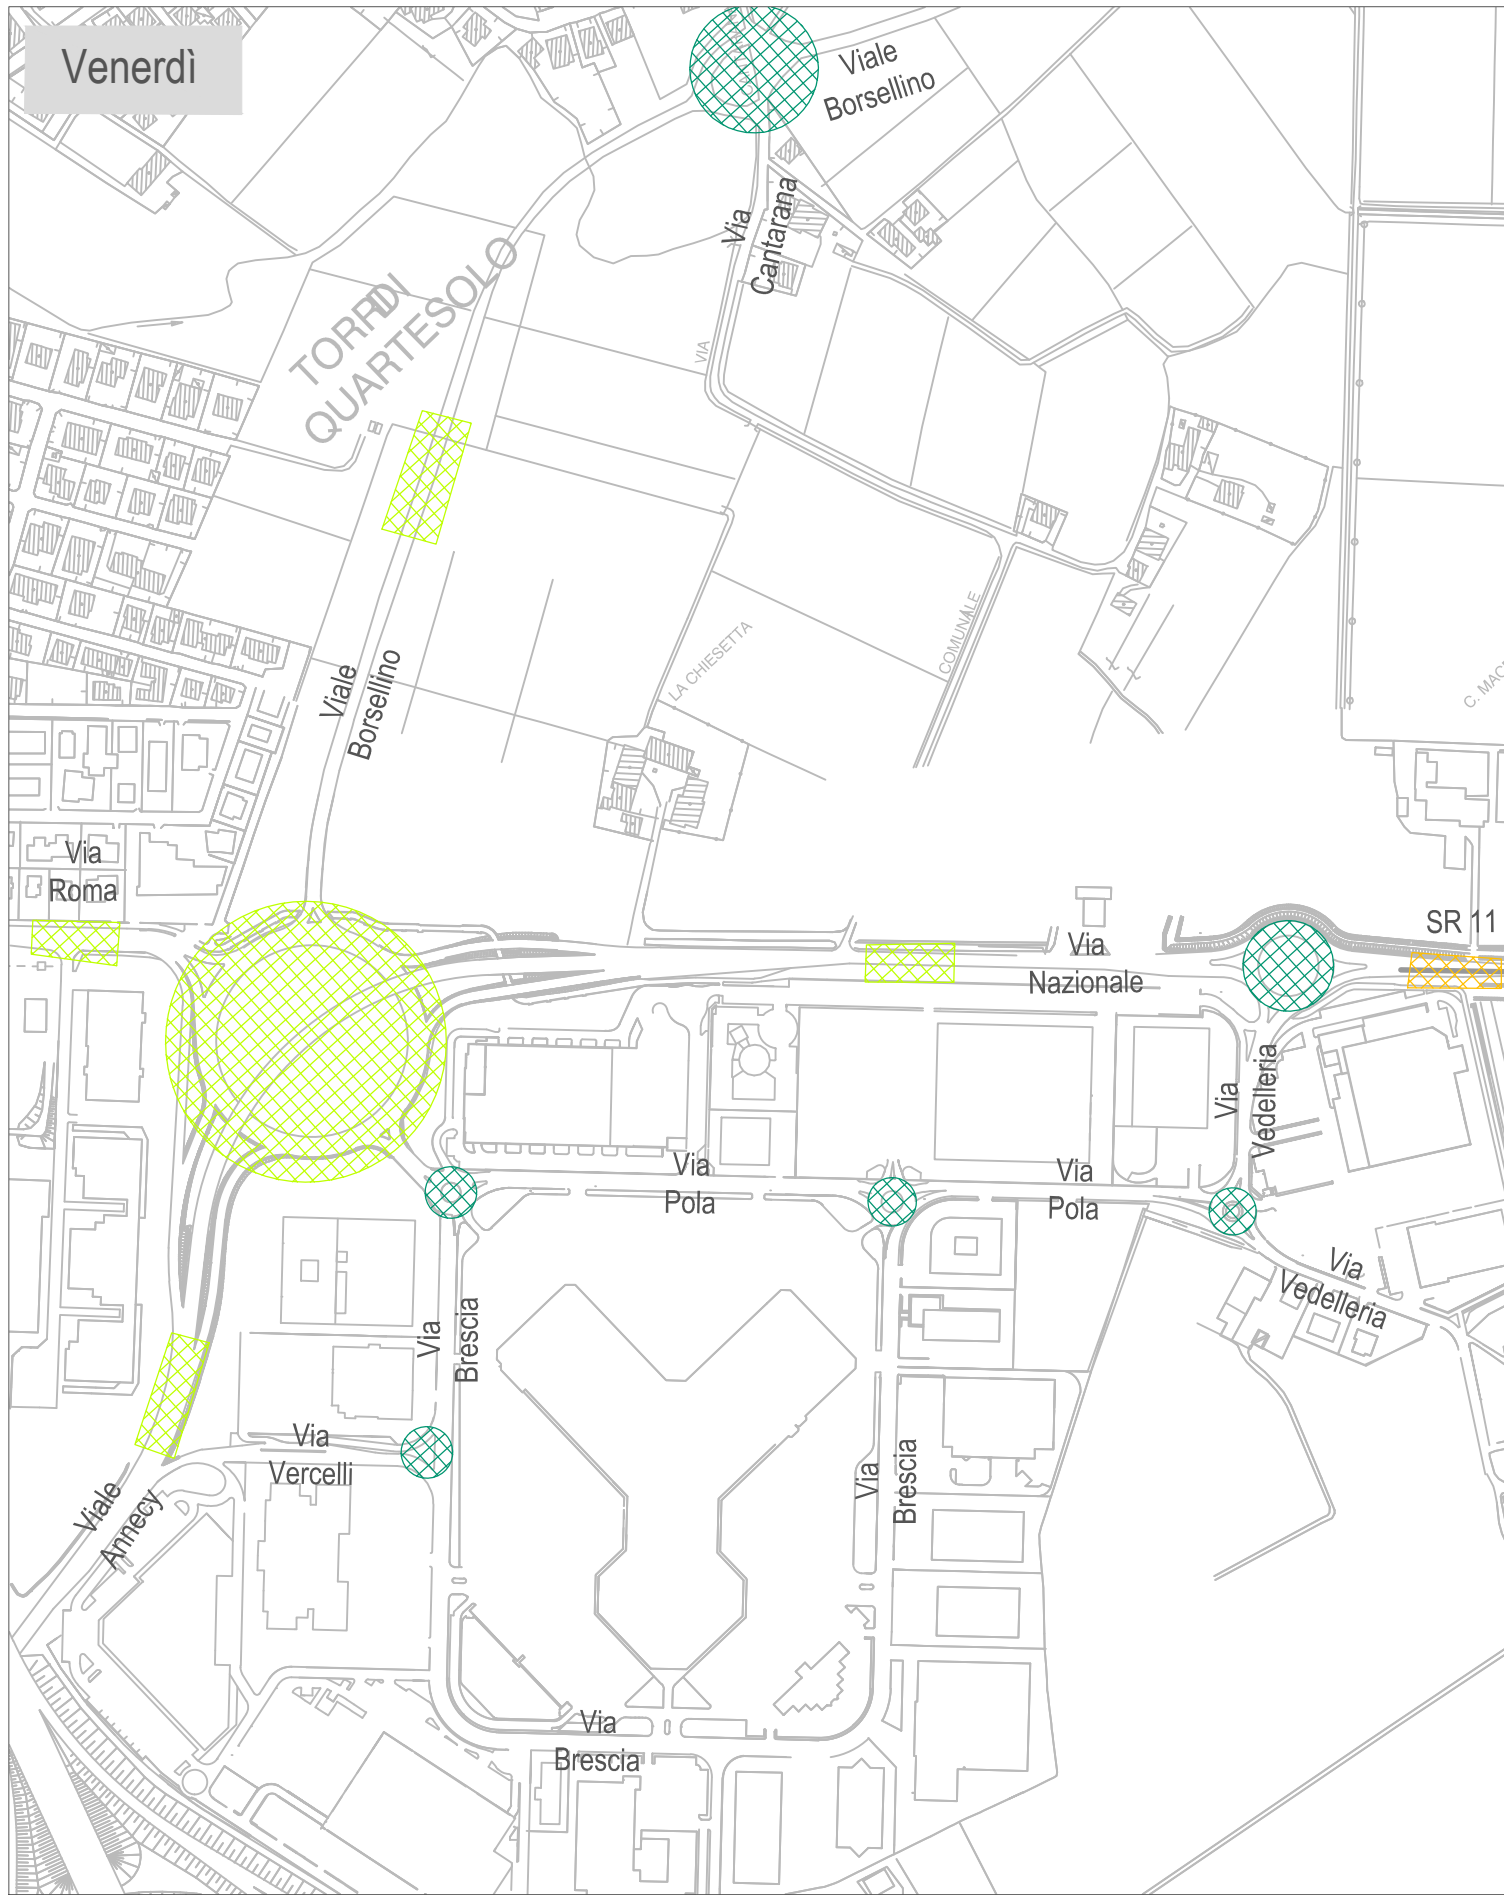 Venerdì
Viale
Borsellino
Via
Cantarana
TORRI DI
QUARTESOLO
VIA
COMUNALE
LA CHIESETTA
Viale
Borsellino
Via
Roma
SR 11
Via
Nazionale
Via
Vedelleria
Via
Pola
Via
Pola
Via
Vedelleria
Via
Brescia
Via
Vercelli
Via
Brescia
Viale
Annecy
Via
Brescia